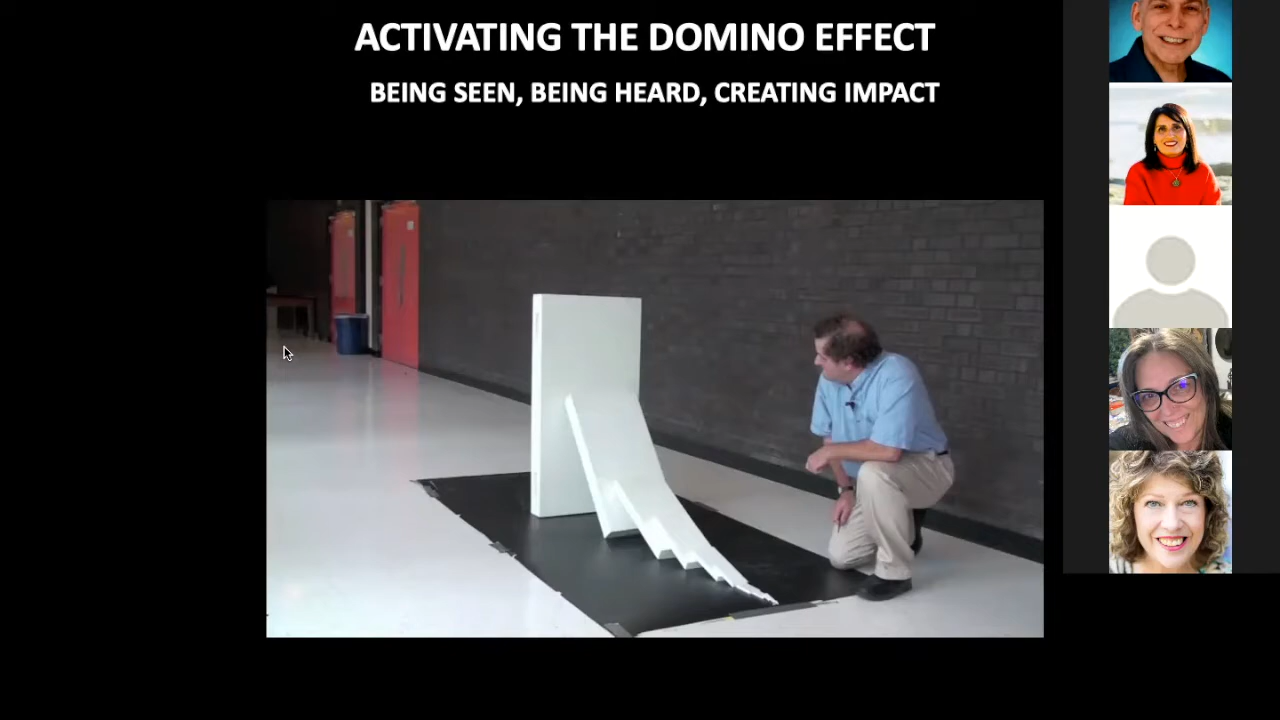 ACTIVATING THE DOMINO EFFECT
BEING SEEN, BEING HEARD, CREATING IMPACT